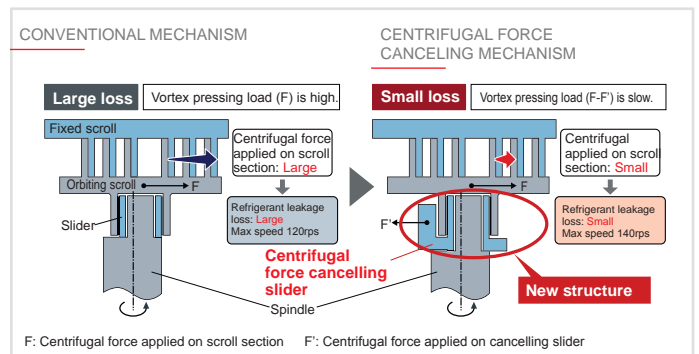 CONVENTIONAL MECHANISM
CENTRIFUGAL FORCE
CANCELING MECHANISM
Large loss
Vortex pressing load (F) is high.
Small loss
Vortex pressing load (F-F') is slow.
Fixed scroll
Centrifugal force
applied on scroll
section: Large
Centrifugal
applied on scroll
section: Small
Orbiting scroll
F
F
Slider
Refrigerant leakage
loss: Large
Max speed 120rps
F'
Refrigerant leakage
loss: Small
Max speed 140rps
Centrifugal
force cancelling
slider
Spindle
New structure
F: Centrifugal force applied on scroll section
F': Centrifugal force applied on cancelling slider